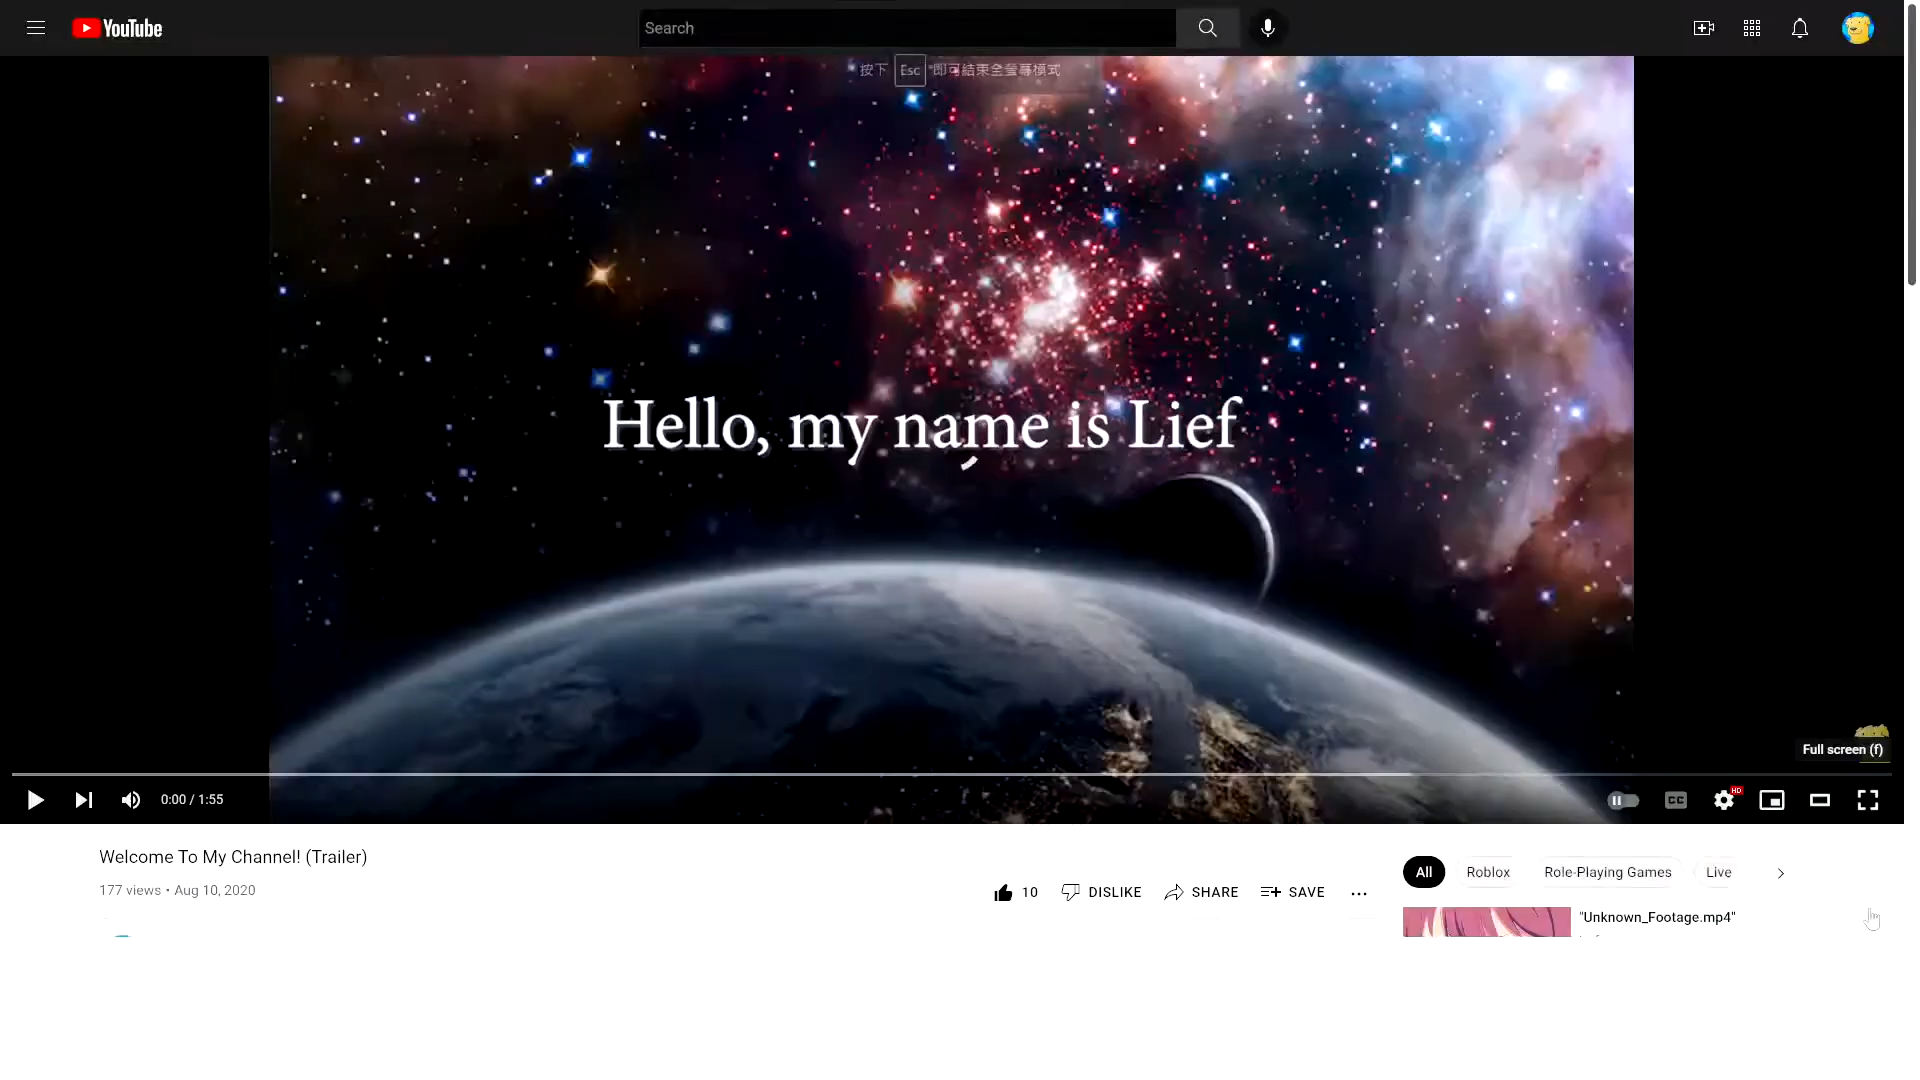 YouTube
Search
按下 Esc 即可結束全螢幕模式
Hello, my name is Lief
Full screen (f)
0:00 / 1:55
CC
HD
Welcome To My Channel! (Trailer)
177 views • Aug 10, 2020
10
DISLIKE
SHARE
SAVE
All
Roblox
Role-Playing Games
Live
"Unknown_Footage.mp4"